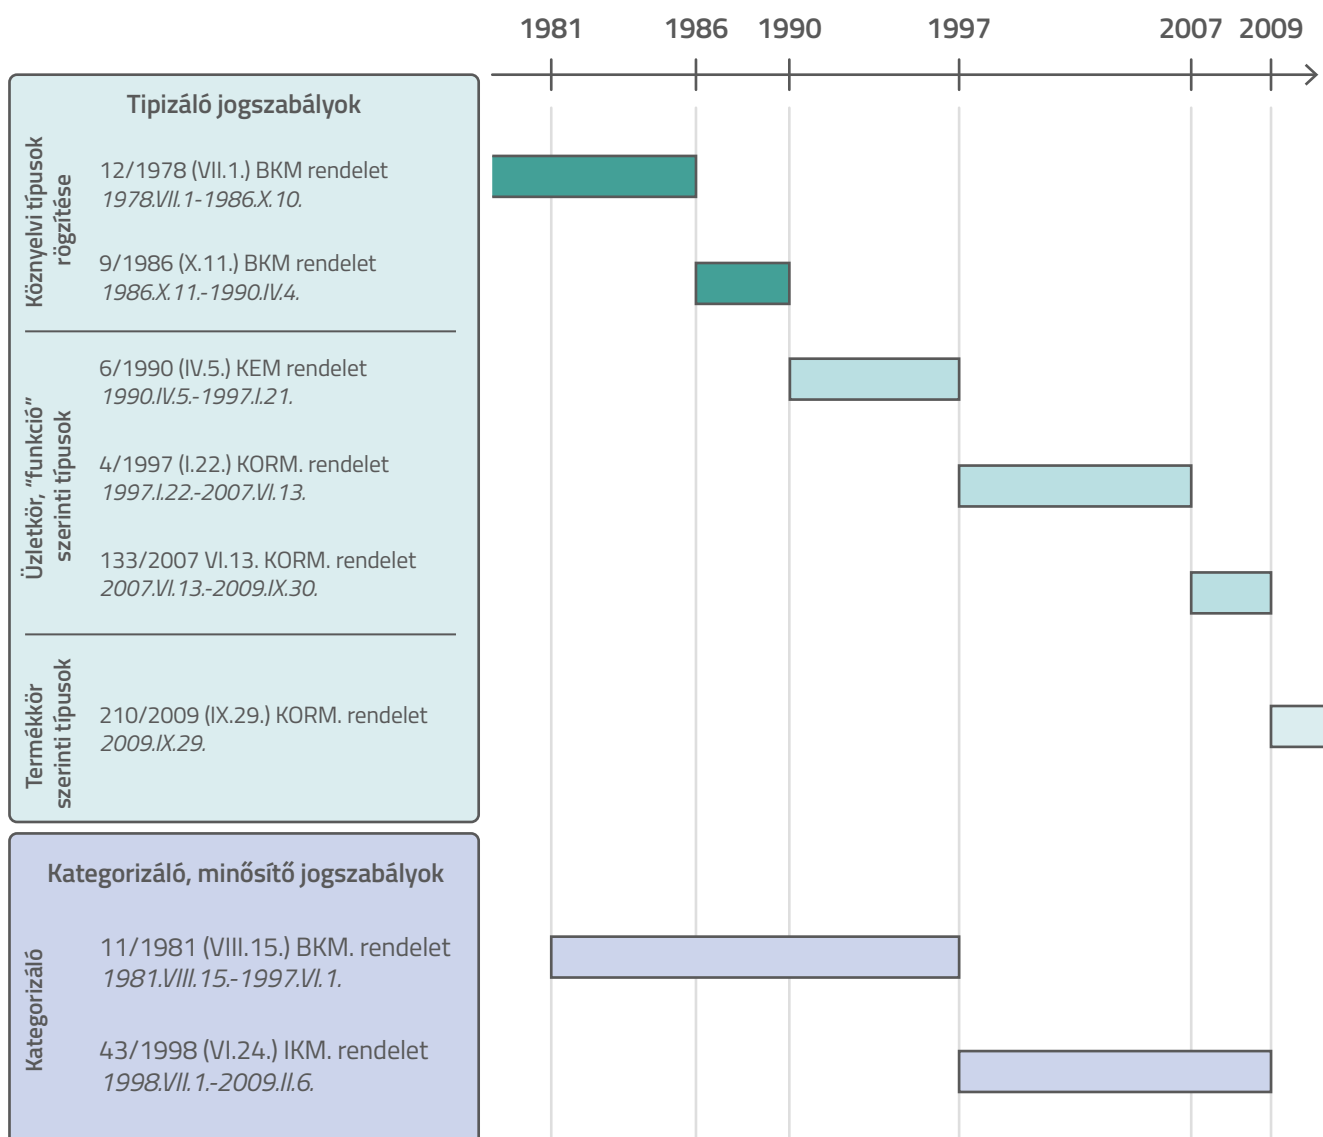 1981 1986 1990 1997 2007 2009
Tipizáló jogszabályok
Köznyelvi típusok
rögzítése
12/1978 (VII.1.) BKM rendelet
1978.VII.1-1986.X.10.
9/1986 (X.11.) BKM rendelet
1986.X.11.-1990.IV.4.
Üzletkör, "funkció"
szerinti típusok
6/1990 (IV.5.) KEM rendelet
1990.IV.5.-1997.I.21.
4/1997 (I.22.) KORM. rendelet
1997.I.22.-2007.VI.13.
133/2007 VI.13. KORM. rendelet
2007.VI.13.-2009.IX.30.
Termékkör
szerinti típusok
210/2009 (IX.29.) KORM. rendelet
2009.IX.29.
Kategorizáló, minősítő jogszabályok
Kategorizáló
11/1981 (VIII.15.) BKM. rendelet
1981.VIII.15.-1997.VI.1.
43/1998 (VI.24.) IKM. rendelet
1998.VII.1.-2009.II.6.